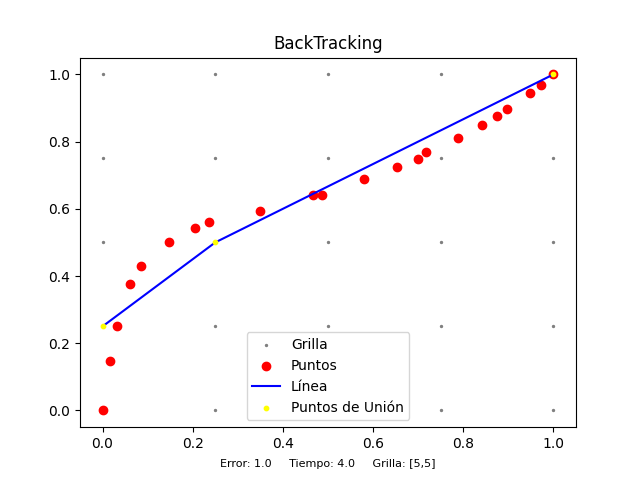 BackTracking
1.0
0.8
0.6
0.4
0.2
0.0
Grilla
Puntos
Línea
Puntos de Unión
0.0 0.2 0.4 0.6 0.8 1.0
Error: 1.0 Tiempo: 4.0 Grilla: [5,5]